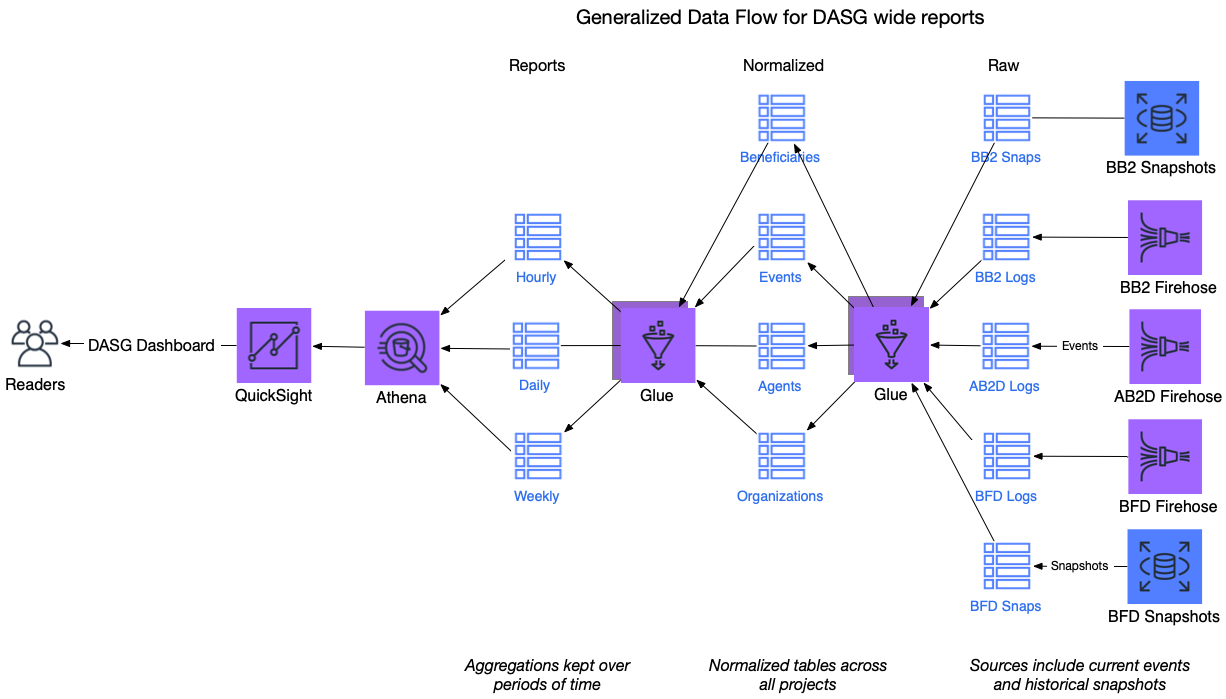 Generalized Data Flow for DASG wide reports
Reports
Normalized
Raw
Beneficiaries
BB2 Snaps
BB2 Snapshots
Hourly
Events
BB2 Logs
BB2 Firehose
Readers
DASG Dashboard
QuickSight
Athena
Daily
Glue
Agents
Glue
AB2D Logs
Events
AB2D Firehose
Weekly
Organizations
BFD Logs
BFD Firehose
BFD Snaps
Snapshots
BFD Snapshots
Aggregations kept over
periods of time
Normalized tables across
all projects
Sources include current events
and historical snapshots